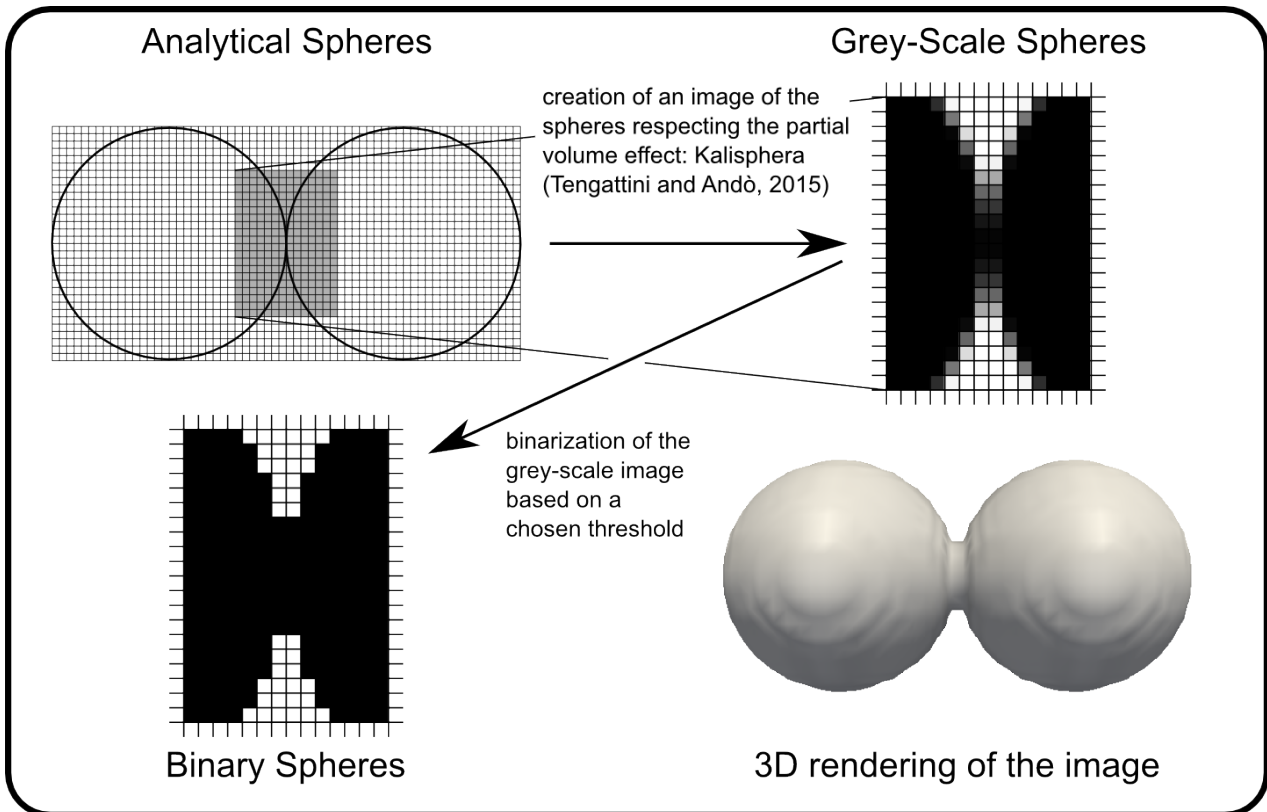 Analytical Spheres
Grey-Scale Spheres
creation of an image of the
spheres respecting the partial
volume effect: Kalisphera
(Tengattini and Andò, 2015)
binarization of the
grey-scale image
based on a
chosen threshold
Binary Spheres
3D rendering of the image